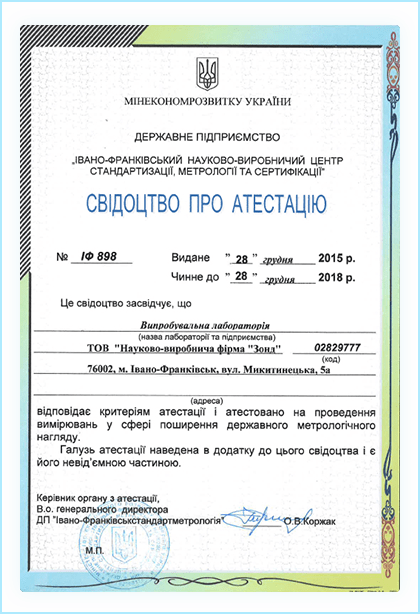 МІНЕКОНОМРОЗВИТКУ УКРАЇНИ
ДЕРЖАВНЕ ПІДПРИЄМСТВО
„ІВАНО-ФРАНКІВСЬКИЙ НАУКОВО-ВИРОБНИЧИЙ ЦЕНТР
СТАНДАРТИЗАЦІЇ, МЕТРОЛОГІЇ ТА СЕРТИФІКАЦІЇ"
СВІДОЦТВО ПРО АТЕСТАЦІЮ
№ ІФ 898 Видане ” 28 ” грудня 2015 р.
Чинне до ” 28 ” грудня 2018 р.
Це свідоцтво засвідчує, що
Випробувальна лабораторія
(назва лабораторії та підприємства)
ТОВ "Науково-виробнича фірма "Зонд" 02829777
(код)
76002, м. Івано-Франківськ, вул. Микитинецька, 5а
(адреса)
відповідає критеріям атестації і атестовано на проведення
вимірювань у сфері поширення державного метрологічного
нагляду.
Галузь атестації наведена в додатку до цього свідоцтва і є
його невід’ємною частиною.
Керівник органу з атестації,
В.о. генерального директора
ДП "Івано-Франківськстандартметрологія" О.В.Коржак
М.П.